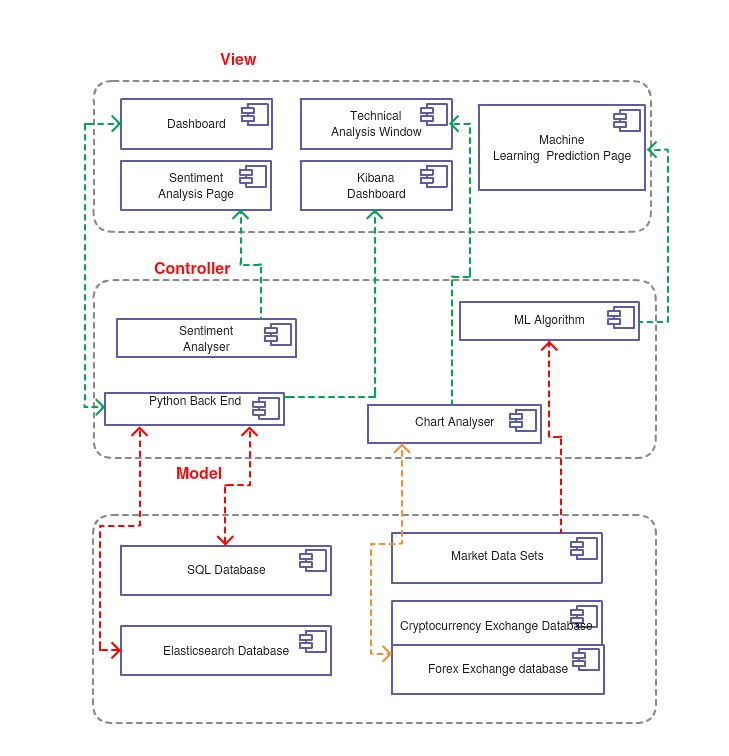 View
Dashboard
Technical
Analysis Window
Machine
Learning  Prediction Page
Sentiment
Analysis Page
Kibana
Dashboard
Controller
Sentiment
Analyser
ML Algorithm
Python Back End
Chart Analyser
Model
SQL Database
Market Data Sets
Elasticsearch Database
Cryptocurrency Exchange Database
Forex Exchange database